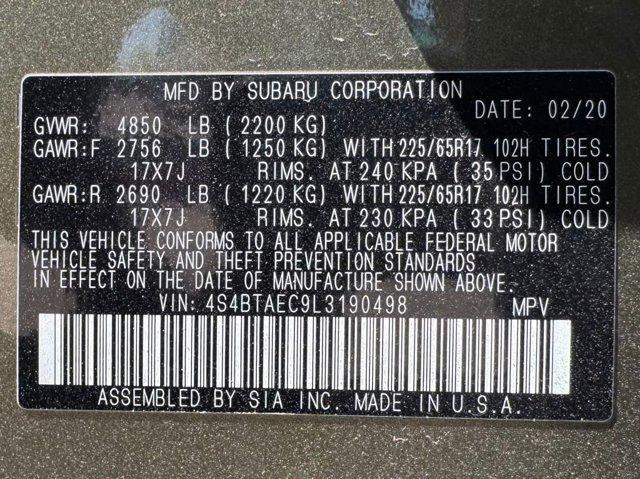 MFD BY SUBARU CORPORATION
DATE: 02/20
GVWR: 4850 LB ( 2200 KG)
GAWR:F 2756 LB ( 1250 KG) WITH 225/65R17 102H TIRES.
17X7J RIMS. AT 240 KPA ( 35 PSI) COLD
GAWR:R 2690 LB ( 1220 KG) WITH 225/65R17 102H TIRES.
17X7J RIMS. AT 230 KPA ( 33 PSI) COLD
THIS VEHICLE CONFORMS TO ALL APPLICABLE FEDERAL MOTOR
VEHICLE SAFETY AND THEFT PREVENTION STANDARDS
IN EFFECT ON THE DATE OF MANUFACTURE SHOWN ABOVE.
VIN: 4S4BTAEC9L3190498 MPV
ASSEMBLED BY SIA INC. MADE IN U.S.A.